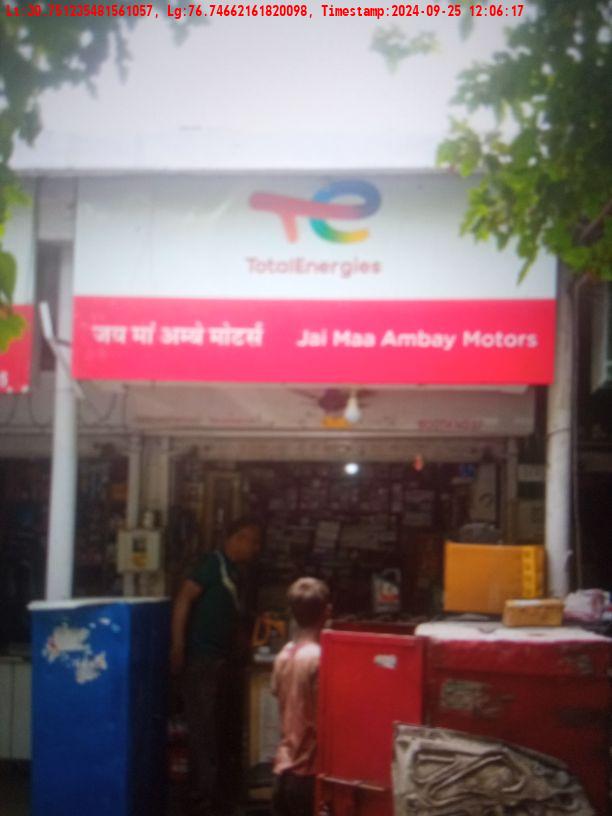 Lt:30.751235481561057, Lg:76.74662161820098, Timestamp:2024-09-25 12:06:17
TotalEnergies
जय मां अम्बे मोटर्स Jai Maa Ambay Motors